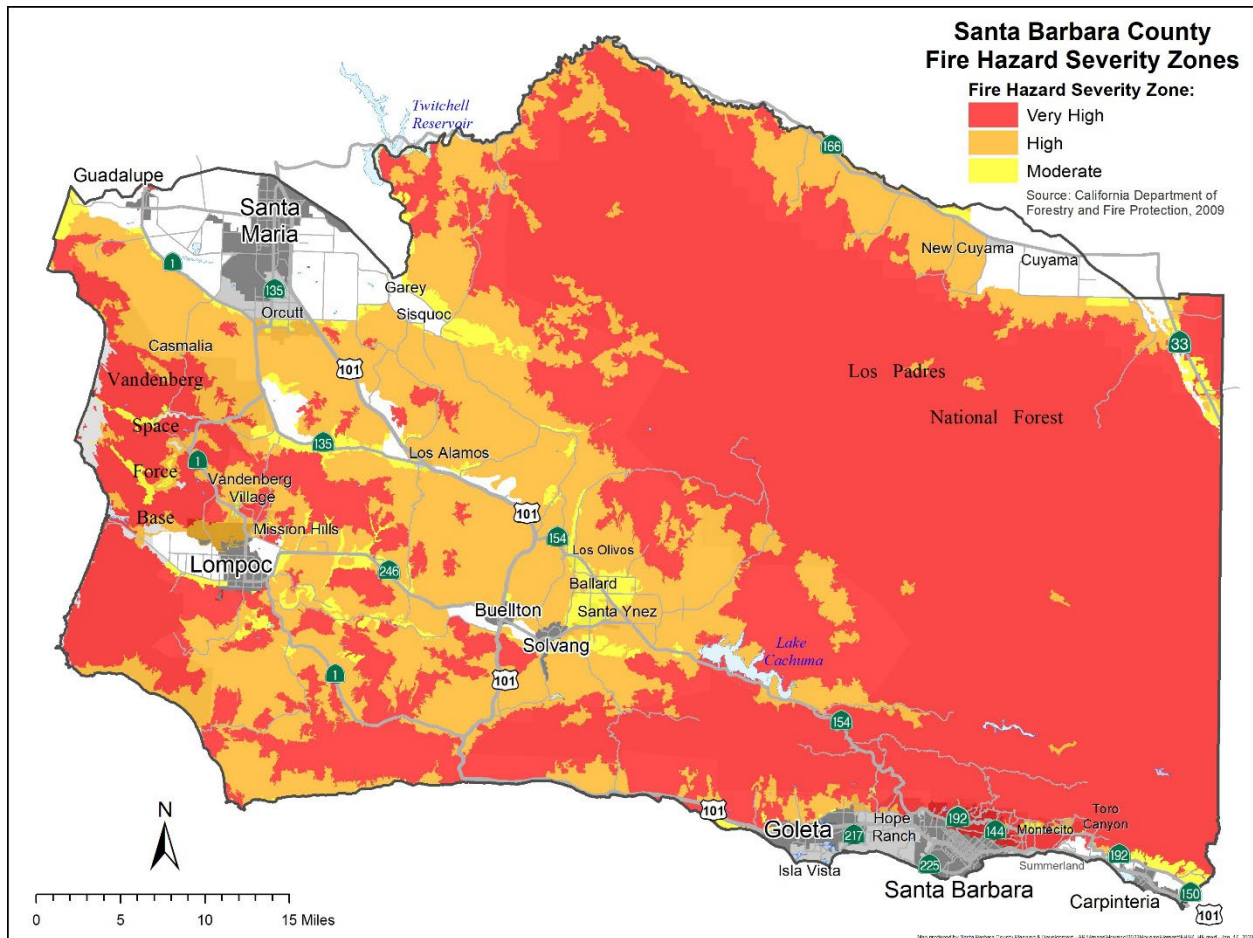 Santa Barbara County
Fire Hazard Severity Zones
Fire Hazard Severity Zone:
Very High
High
Moderate
Source: California Department of
Forestry and Fire Protection, 2009
Twitchell
Reservoir
166
Guadalupe
Santa
Maria
1
135
Orcutt
Garey
Sisquoc
New Cuyama
Cuyama
33
Casmalia
Vandenberg
101
Los Padres
National Forest
Space
135
Los Alamos
Force
1
Vandenberg
Village
Base
Mission Hills
101
154
Los Olivos
Lompoc
246
Ballard
Buellton
Santa Ynez
Solvang
Lake
Cachuma
1
101
154
101
Goleta
217
Hope
Ranch
192
144
Montecito
Toro
Canyon
192
Isla Vista
225
Summerland
Santa Barbara
Carpinteria
150
101
N
0 5 10 15 Miles